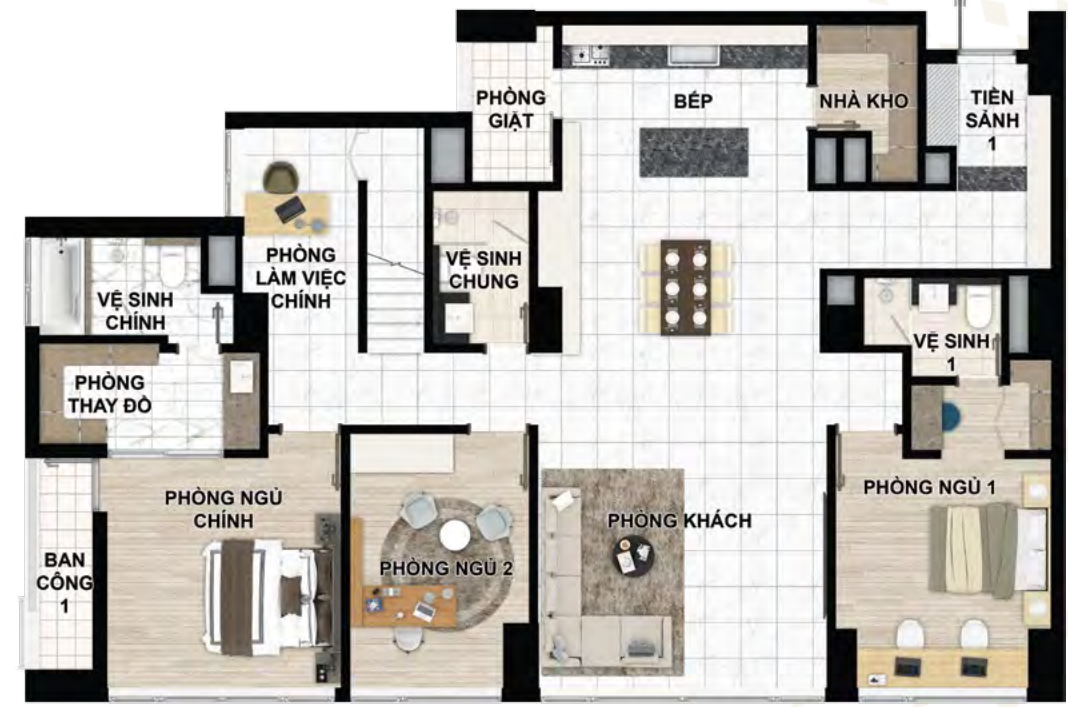 PHÒNG
GIẶT
BẾP
NHÀ KHO
TIỀN
SẢNH
1
PHÒNG
LÀM VIỆC
CHÍNH
VỆ SINH
CHUNG
VỆ SINH
CHÍNH
VỆ SINH
1
PHÒNG
THAY ĐỒ
PHÒNG NGỦ
CHÍNH
PHÒNG NGỦ 1
PHÒNG KHÁCH
BAN
CÔNG
1
PHÒNG NGỦ 2